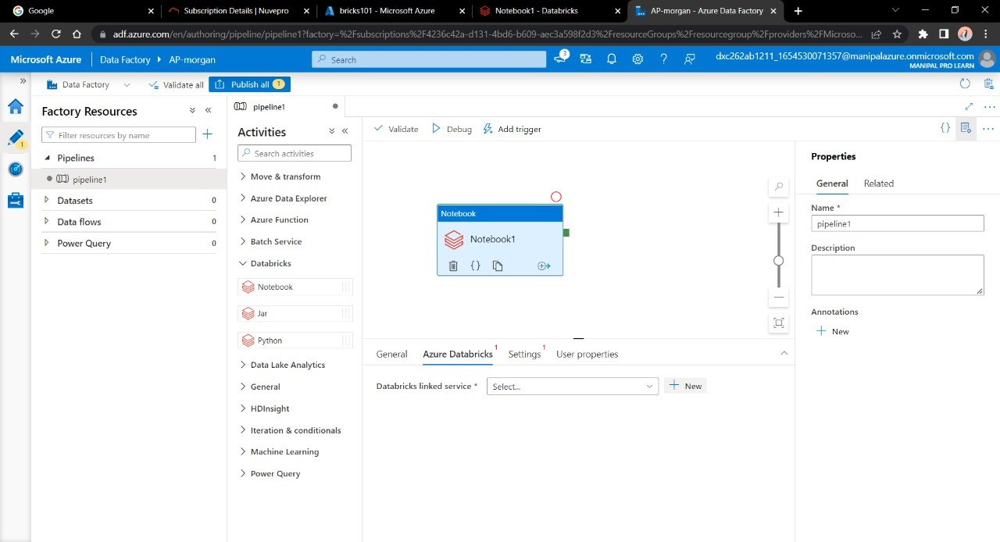 Google
Subscription Details | Nuvepro
bricks101 - Microsoft Azure
Notebook1 - Databricks
AP-morgan - Azure Data Factory
adf.azure.com/en/authoring/pipeline/pipeline1?factory=%2Fsubscriptions%2F4236c42a-d131-4bd6-b609-aec3a598f2d3%2FresourceGroups%2Fresourcegroup%2Fproviders%2FMicroso...
Microsoft Azure
Data Factory
AP-morgan
Search
3
dxc262ab1211_1654530071357@manipalazure.onmicrosoft.com
MANIPAL PRO LEARN
Data Factory
Validate all
Publish all 1
1
Factory Resources
Filter resources by name
Pipelines 1
pipeline1
Datasets 0
Data flows 0
Power Query 0
pipeline1
Activities
Search activities
Move & transform
Azure Data Explorer
Azure Function
Batch Service
Databricks
Notebook
Jar
Python
Data Lake Analytics
General
HDInsight
Iteration & conditionals
Machine Learning
Power Query
Validate
Debug
Add trigger
Notebook
Notebook1
General
Azure Databricks 1
Settings 1
User properties
Databricks linked service *
Select...
New
Properties
General
Related
Name *
pipeline1
Description
Annotations
New